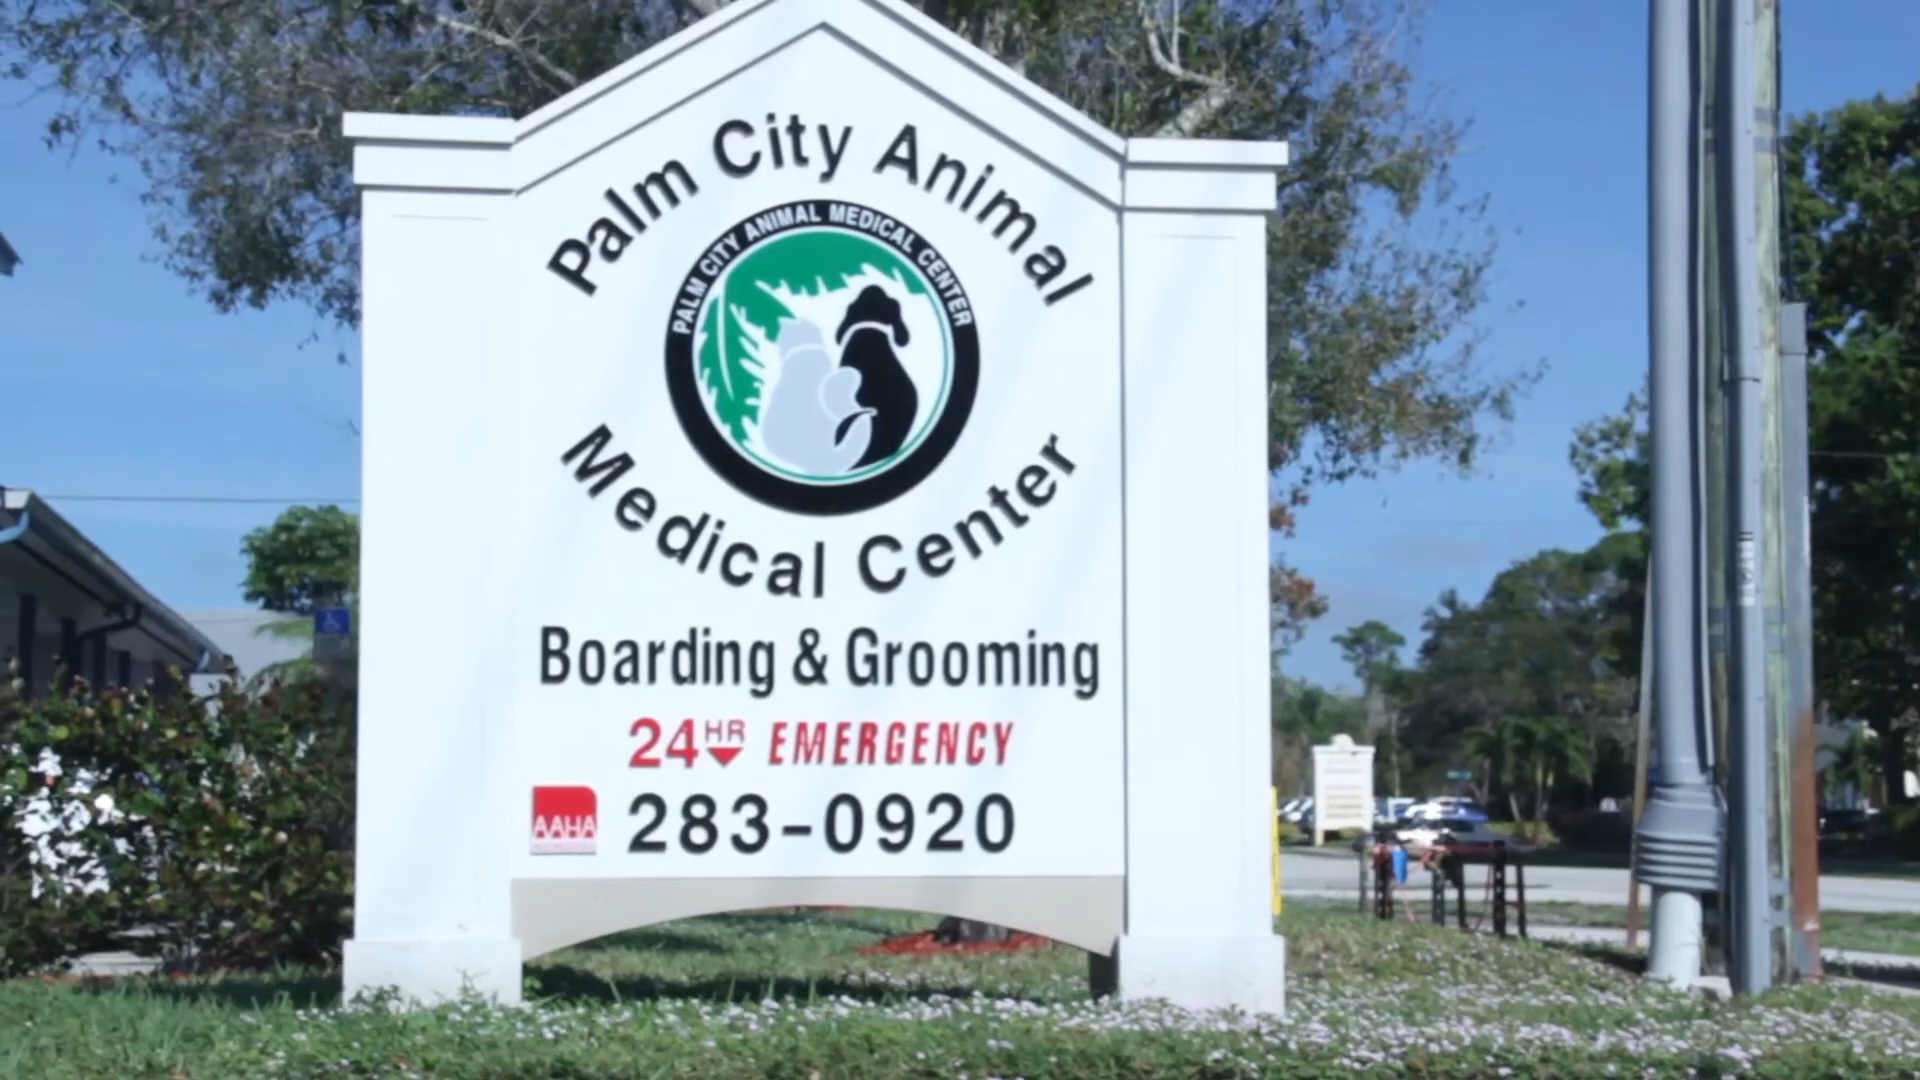 Palm City Animal
PALM CITY ANIMAL MEDICAL CENTER
Medical Center
Boarding & Grooming
24 HR EMERGENCY
AAHA
283-0920